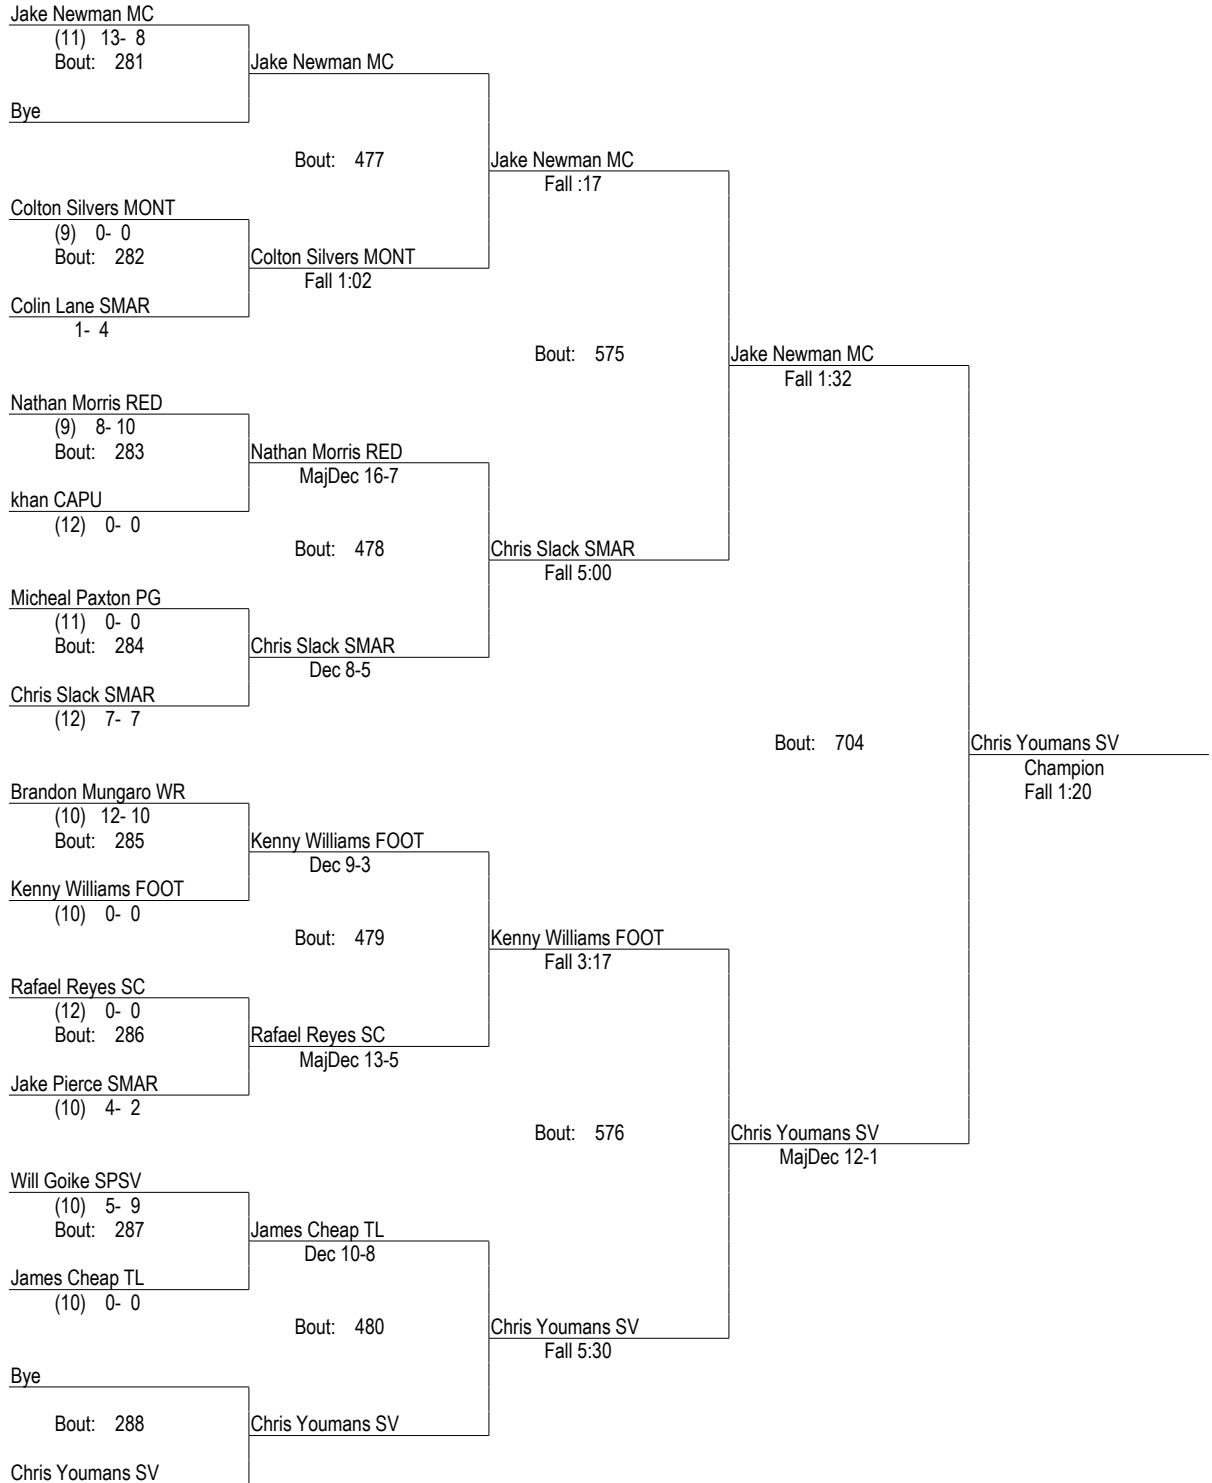 Jake Newman MC
(11) 13- 8
Bout: 281
Jake Newman MC
Bye
Bout: 477
Jake Newman MC
Fall :17
Colton Silvers MONT
(9) 0- 0
Bout: 282
Colton Silvers MONT
Fall 1:02
Colin Lane SMAR
1- 4
Bout: 575
Jake Newman MC
Fall 1:32
Nathan Morris RED
(9) 8- 10
Bout: 283
Nathan Morris RED
MajDec 16-7
khan CAPU
(12) 0- 0
Bout: 478
Chris Slack SMAR
Fall 5:00
Micheal Paxton PG
(11) 0- 0
Bout: 284
Chris Slack SMAR
Dec 8-5
Chris Slack SMAR
(12) 7- 7
Bout: 704
Chris Youmans SV
Champion
Fall 1:20
Brandon Mungaro WR
(10) 12- 10
Bout: 285
Kenny Williams FOOT
Dec 9-3
Kenny Williams FOOT
(10) 0- 0
Bout: 479
Kenny Williams FOOT
Fall 3:17
Rafael Reyes SC
(12) 0- 0
Bout: 286
Rafael Reyes SC
MajDec 13-5
Jake Pierce SMAR
(10) 4- 2
Bout: 576
Chris Youmans SV
MajDec 12-1
Will Goike SPSV
(10) 5- 9
Bout: 287
James Cheap TL
Dec 10-8
James Cheap TL
(10) 0- 0
Bout: 480
Chris Youmans SV
Fall 5:30
Bye
Bout: 288
Chris Youmans SV
Chris Youmans SV